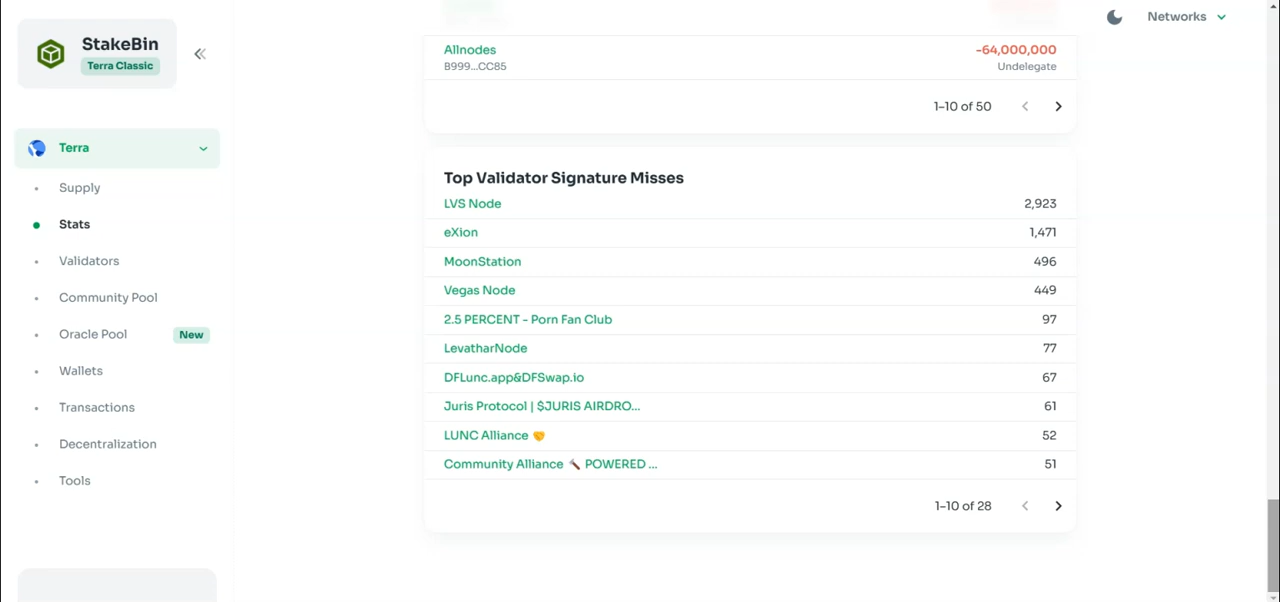 StakeBin
Terra Classic
Networks
Terra
Supply
Stats
Validators
Community Pool
Oracle Pool New
Wallets
Transactions
Decentralization
Tools
Allnodes -64,000,000
B999...CC85 Undelegate
1–10 of 50
Top Validator Signature Misses
LVS Node 2,923
eXion 1,471
MoonStation 496
Vegas Node 449
2.5 PERCENT - Porn Fan Club 97
LevatharNode 77
DFLunc.app&DFSwap.io 67
Juris Protocol | $JURIS AIRDRO... 61
LUNC Alliance 🤝 52
Community Alliance 🔨 POWERED ... 51
1–10 of 28